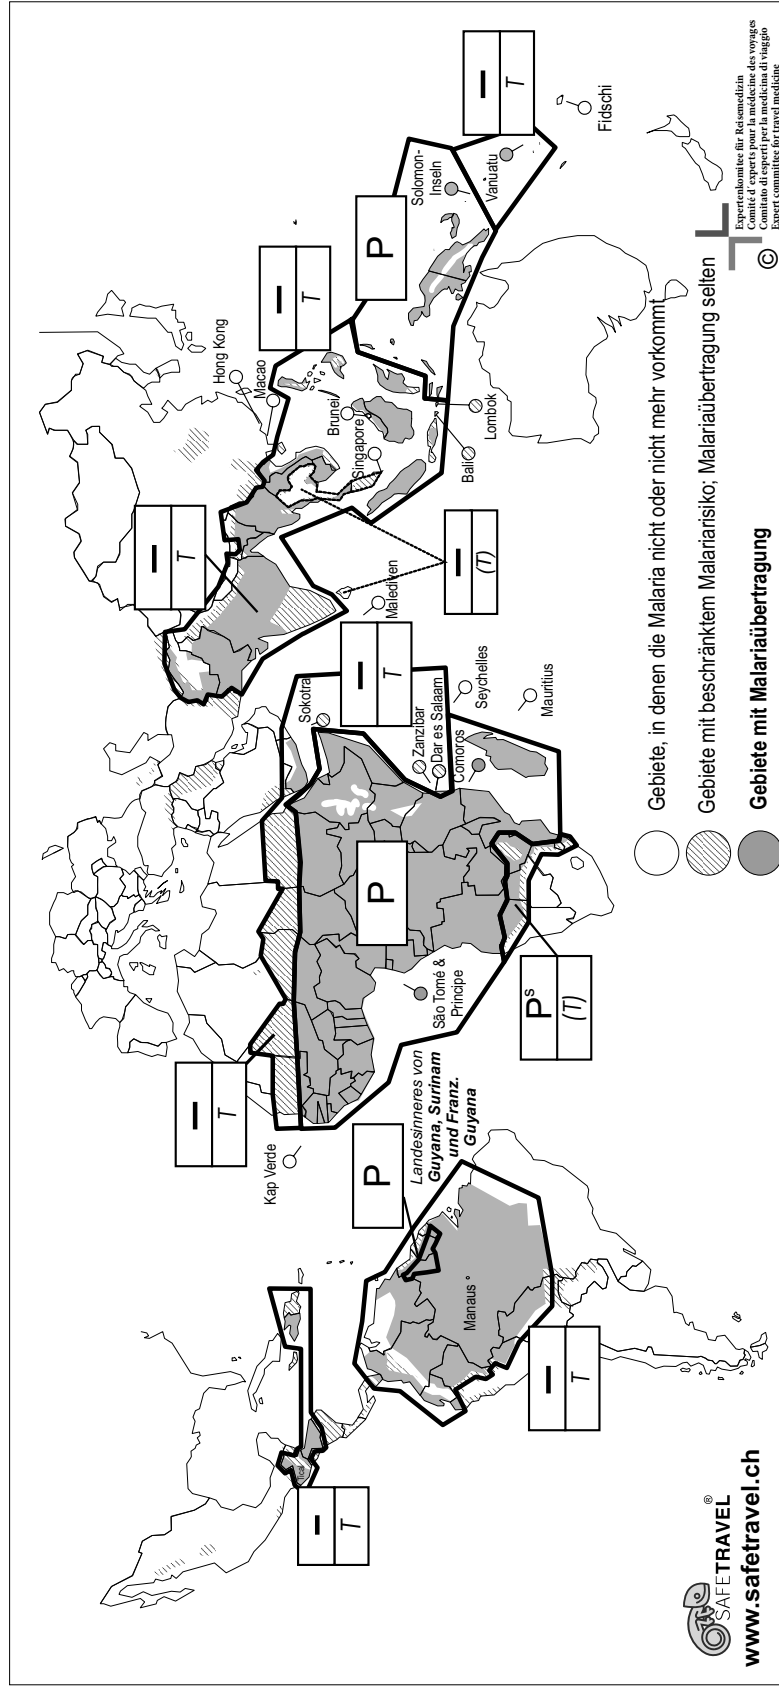 Hong Kong
Macao
Brunei
Singapore
Bali
Lombok
Solomon-
Inseln
Vanuatu
Fidschi
–
T
P
–
T
–
T
–
(T)
Malediven
Sokotra
–
T
Zanzibar
Dar es Salaam
Comoros
Seychelles
Mauritius
P
São Tomé &
Principe
Pˢ
(T)
–
T
Kap Verde
P
Landesinneres von
Guyana, Surinam
und Franz.
Guyana
Manaus °
–
T
Tical
–
T
Gebiete, in denen die Malaria nicht oder nicht mehr vorkommt
Gebiete mit beschränktem Malariarisiko; Malariaübertragung selten
Gebiete mit Malariaübertragung
SAFETRAVEL®
www.safetravel.ch
©
Expertenkomitee für Reisemedizin
Comité d'experts pour la médecine des voyages
Comitato di esperti per la medicina di viaggio
Expert committee for travel medicine